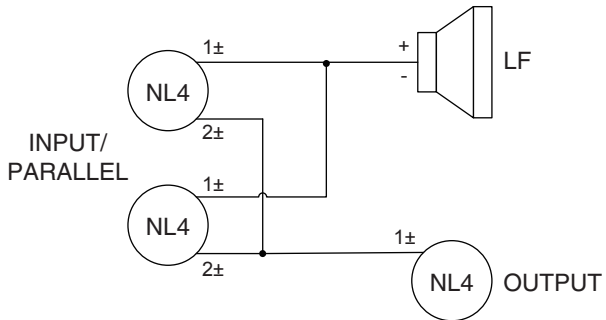 1±
+
-
LF
NL4
2±
INPUT/
PARALLEL
1±
NL4
2±
1±
NL4
OUTPUT